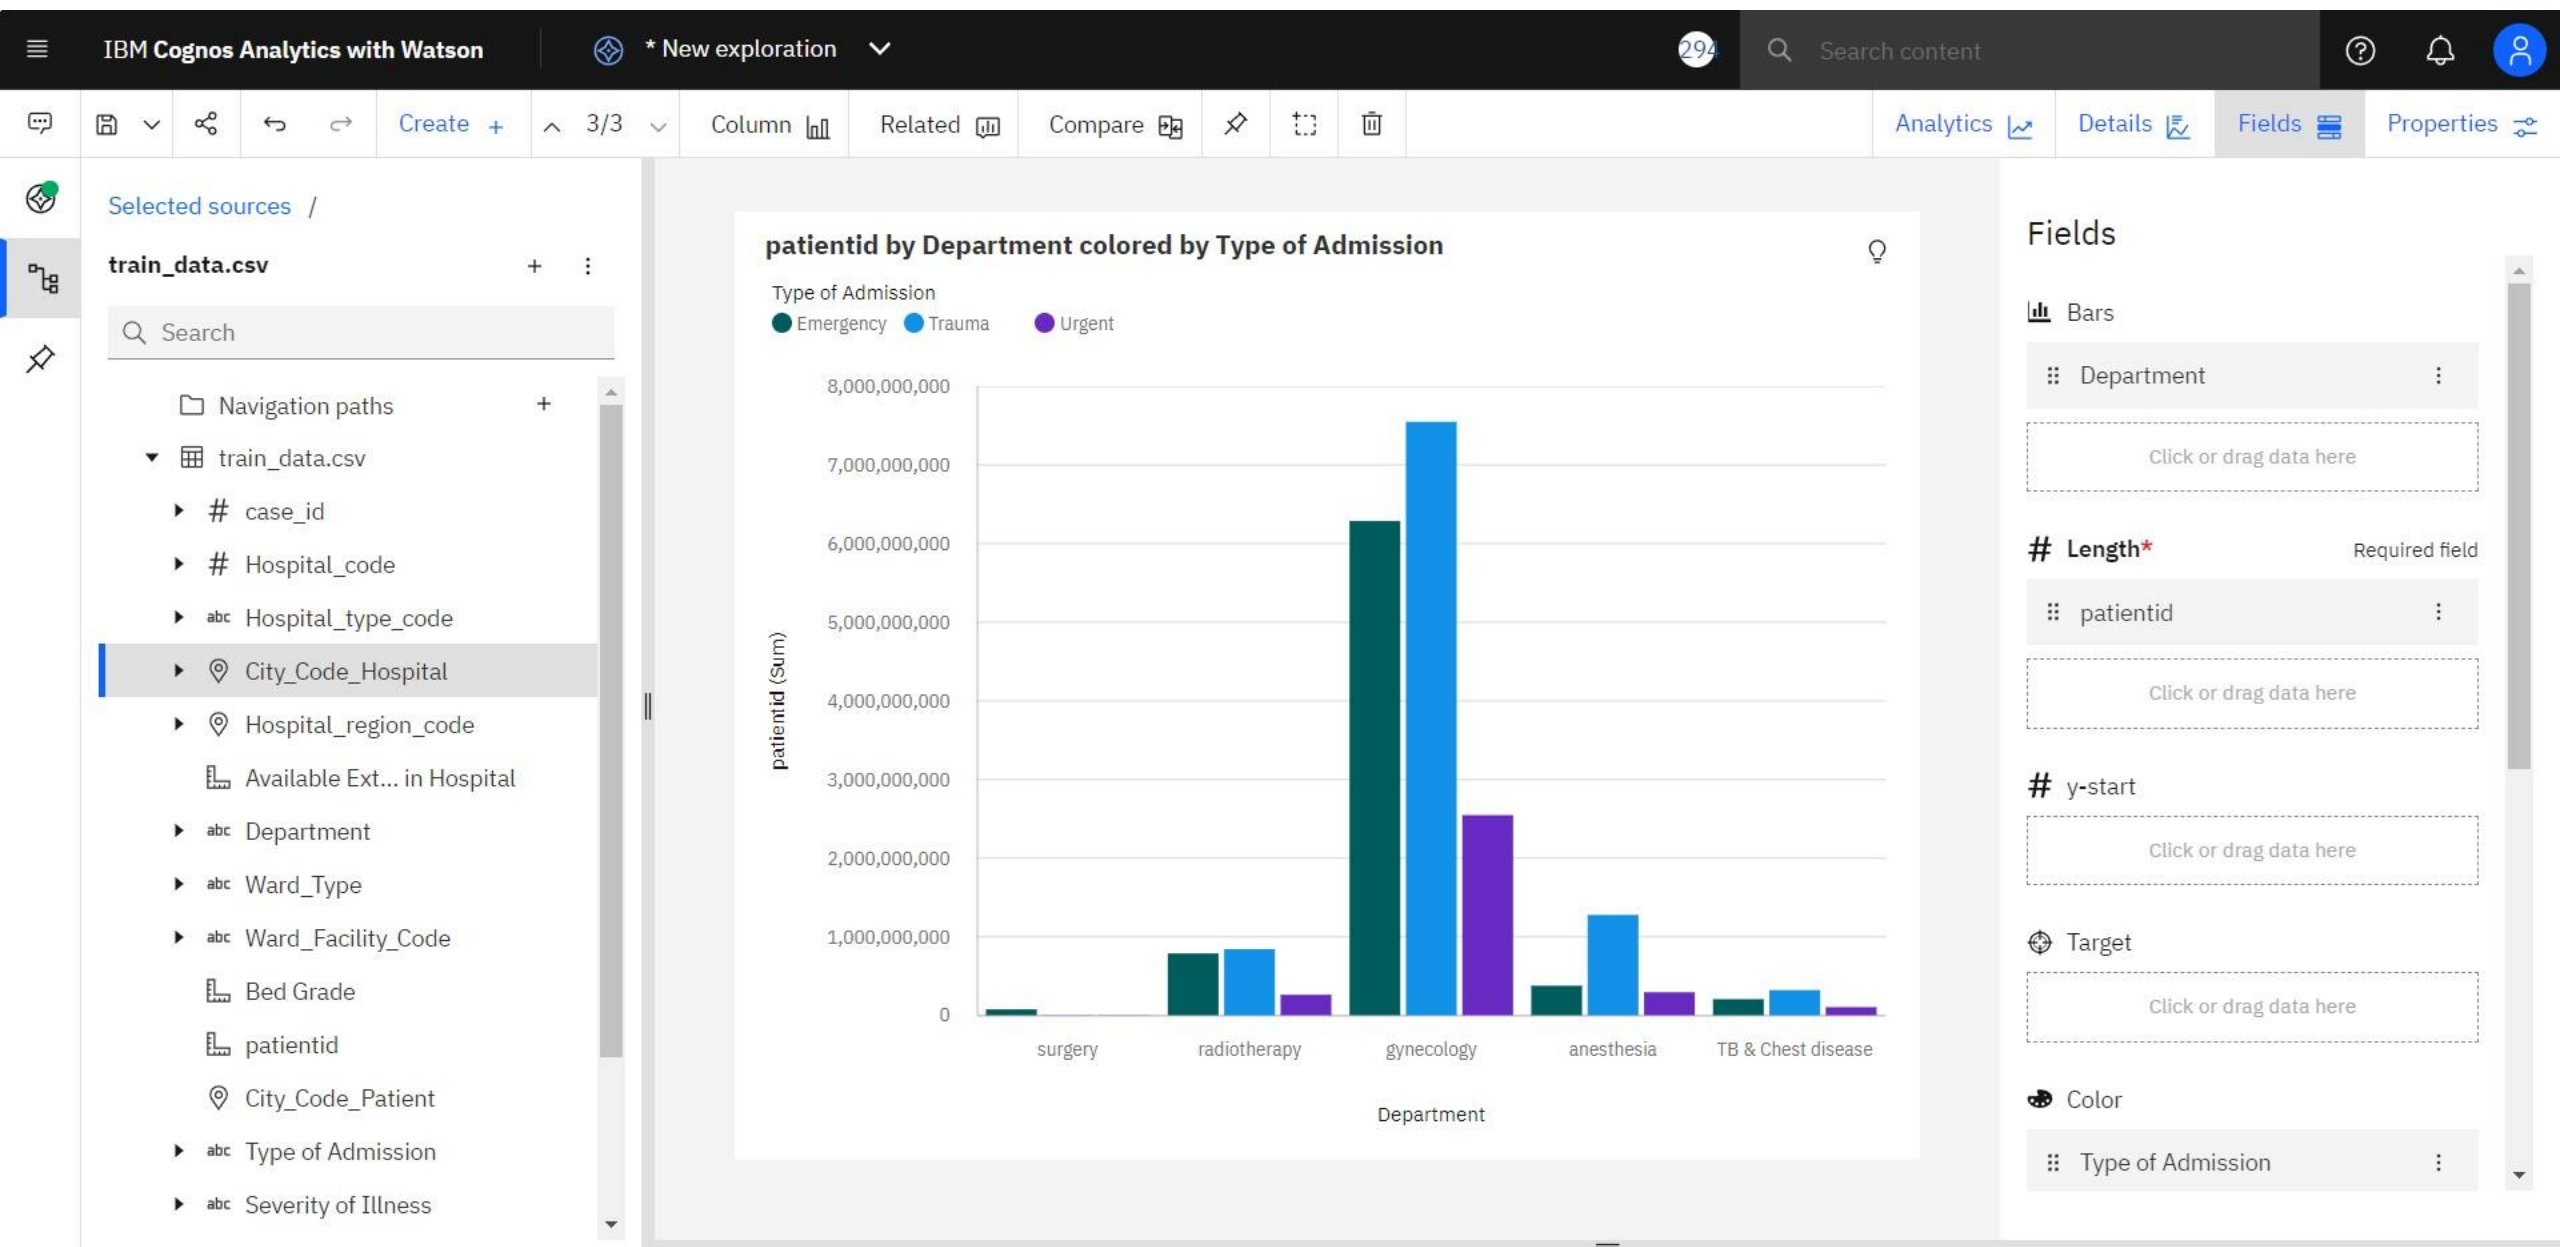 IBM Cognos Analytics with Watson
* New exploration
294
Search content
Create +
3/3
Column
Related
Compare
Analytics
Details
Fields
Properties
Selected sources /
train_data.csv
Search
Navigation paths
train_data.csv
# case_id
# Hospital_code
abc Hospital_type_code
City_Code_Hospital
Hospital_region_code
Available Ext... in Hospital
abc Department
abc Ward_Type
abc Ward_Facility_Code
Bed Grade
patientid
City_Code_Patient
abc Type of Admission
abc Severity of Illness
patientid by Department colored by Type of Admission
Type of Admission
Emergency Trauma Urgent
8,000,000,000
7,000,000,000
6,000,000,000
5,000,000,000
4,000,000,000
3,000,000,000
2,000,000,000
1,000,000,000
0
patientid (Sum)
surgery radiotherapy gynecology anesthesia TB & Chest disease
Department
Fields
Bars
Department
Click or drag data here
# Length* Required field
patientid
Click or drag data here
# y-start
Click or drag data here
Target
Click or drag data here
Color
Type of Admission